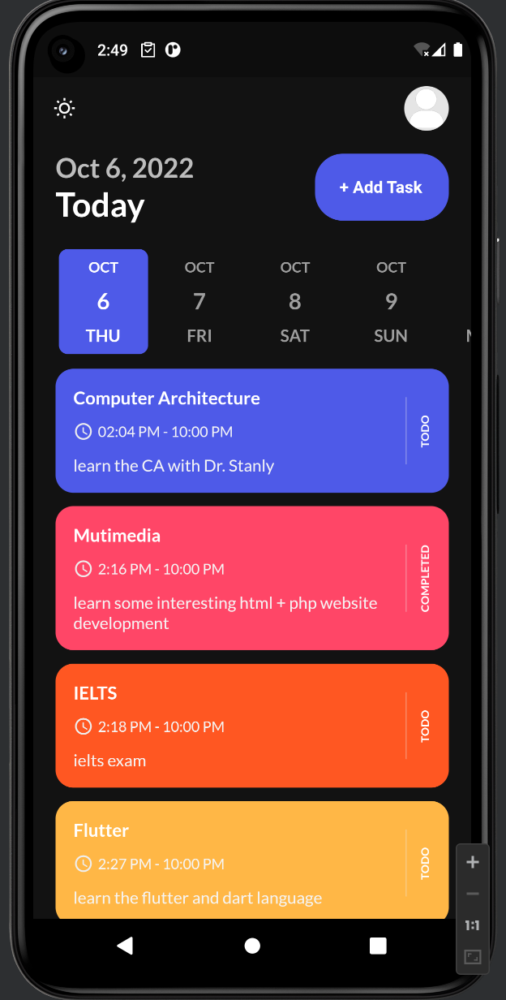 2:49
Oct 6, 2022
Today
+ Add Task
OCT OCT OCT OCT
6 7 8 9
THU FRI SAT SUN
Computer Architecture
02:04 PM - 10:00 PM
learn the CA with Dr. Stanly
TODO
Mutimedia
2:16 PM - 10:00 PM
learn some interesting html + php website
development
COMPLETED
IELTS
2:18 PM - 10:00 PM
ielts exam
TODO
Flutter
2:27 PM - 10:00 PM
learn the flutter and dart language
TODO
1:1